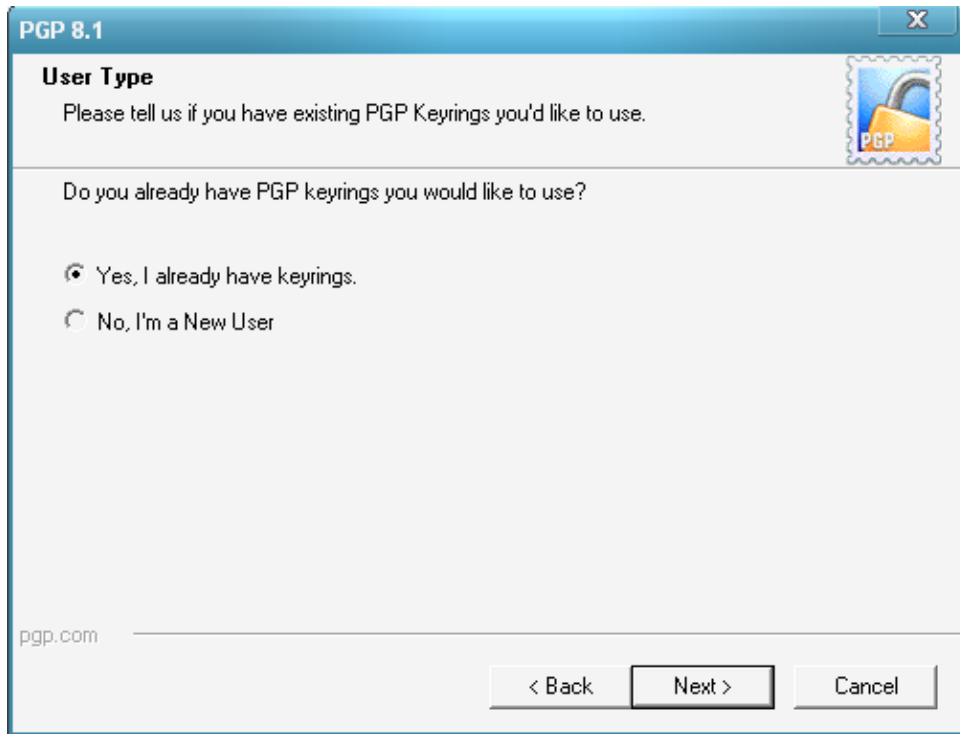 PGP 8.1
X
User Type
Please tell us if you have existing PGP Keyrings you'd like to use.
PGP
Do you already have PGP keyrings you would like to use?
Yes, I already have keyrings.
No, I'm a New User
pgp.com
< Back
Next >
Cancel